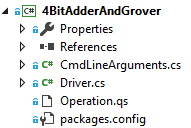 C# 4BitAdderAndGrover
Properties
References
C# CmdLineArguments.cs
C# Driver.cs
Operation.qs
packages.config